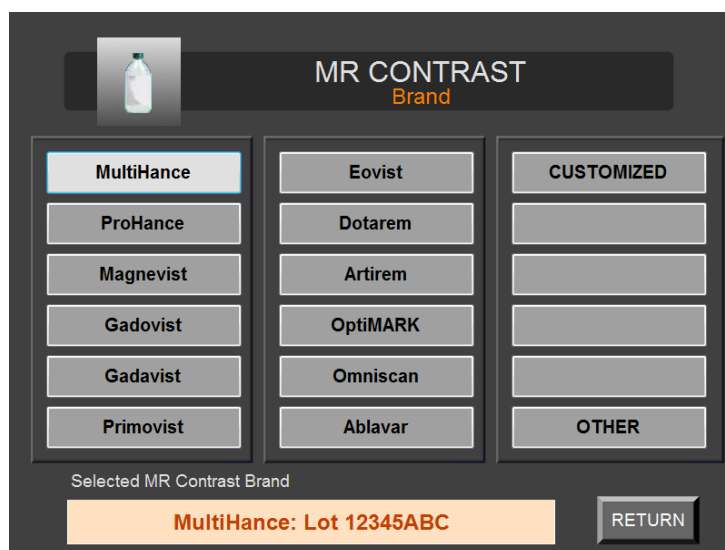 MR CONTRAST
Brand
MultiHance
ProHance
Magnevist
Gadovist
Gadavist
Primovist
Eovist
Dotarem
Artirem
OptiMARK
Omniscan
Ablavar
CUSTOMIZED
OTHER
Selected MR Contrast Brand
MultiHance: Lot 12345ABC
RETURN